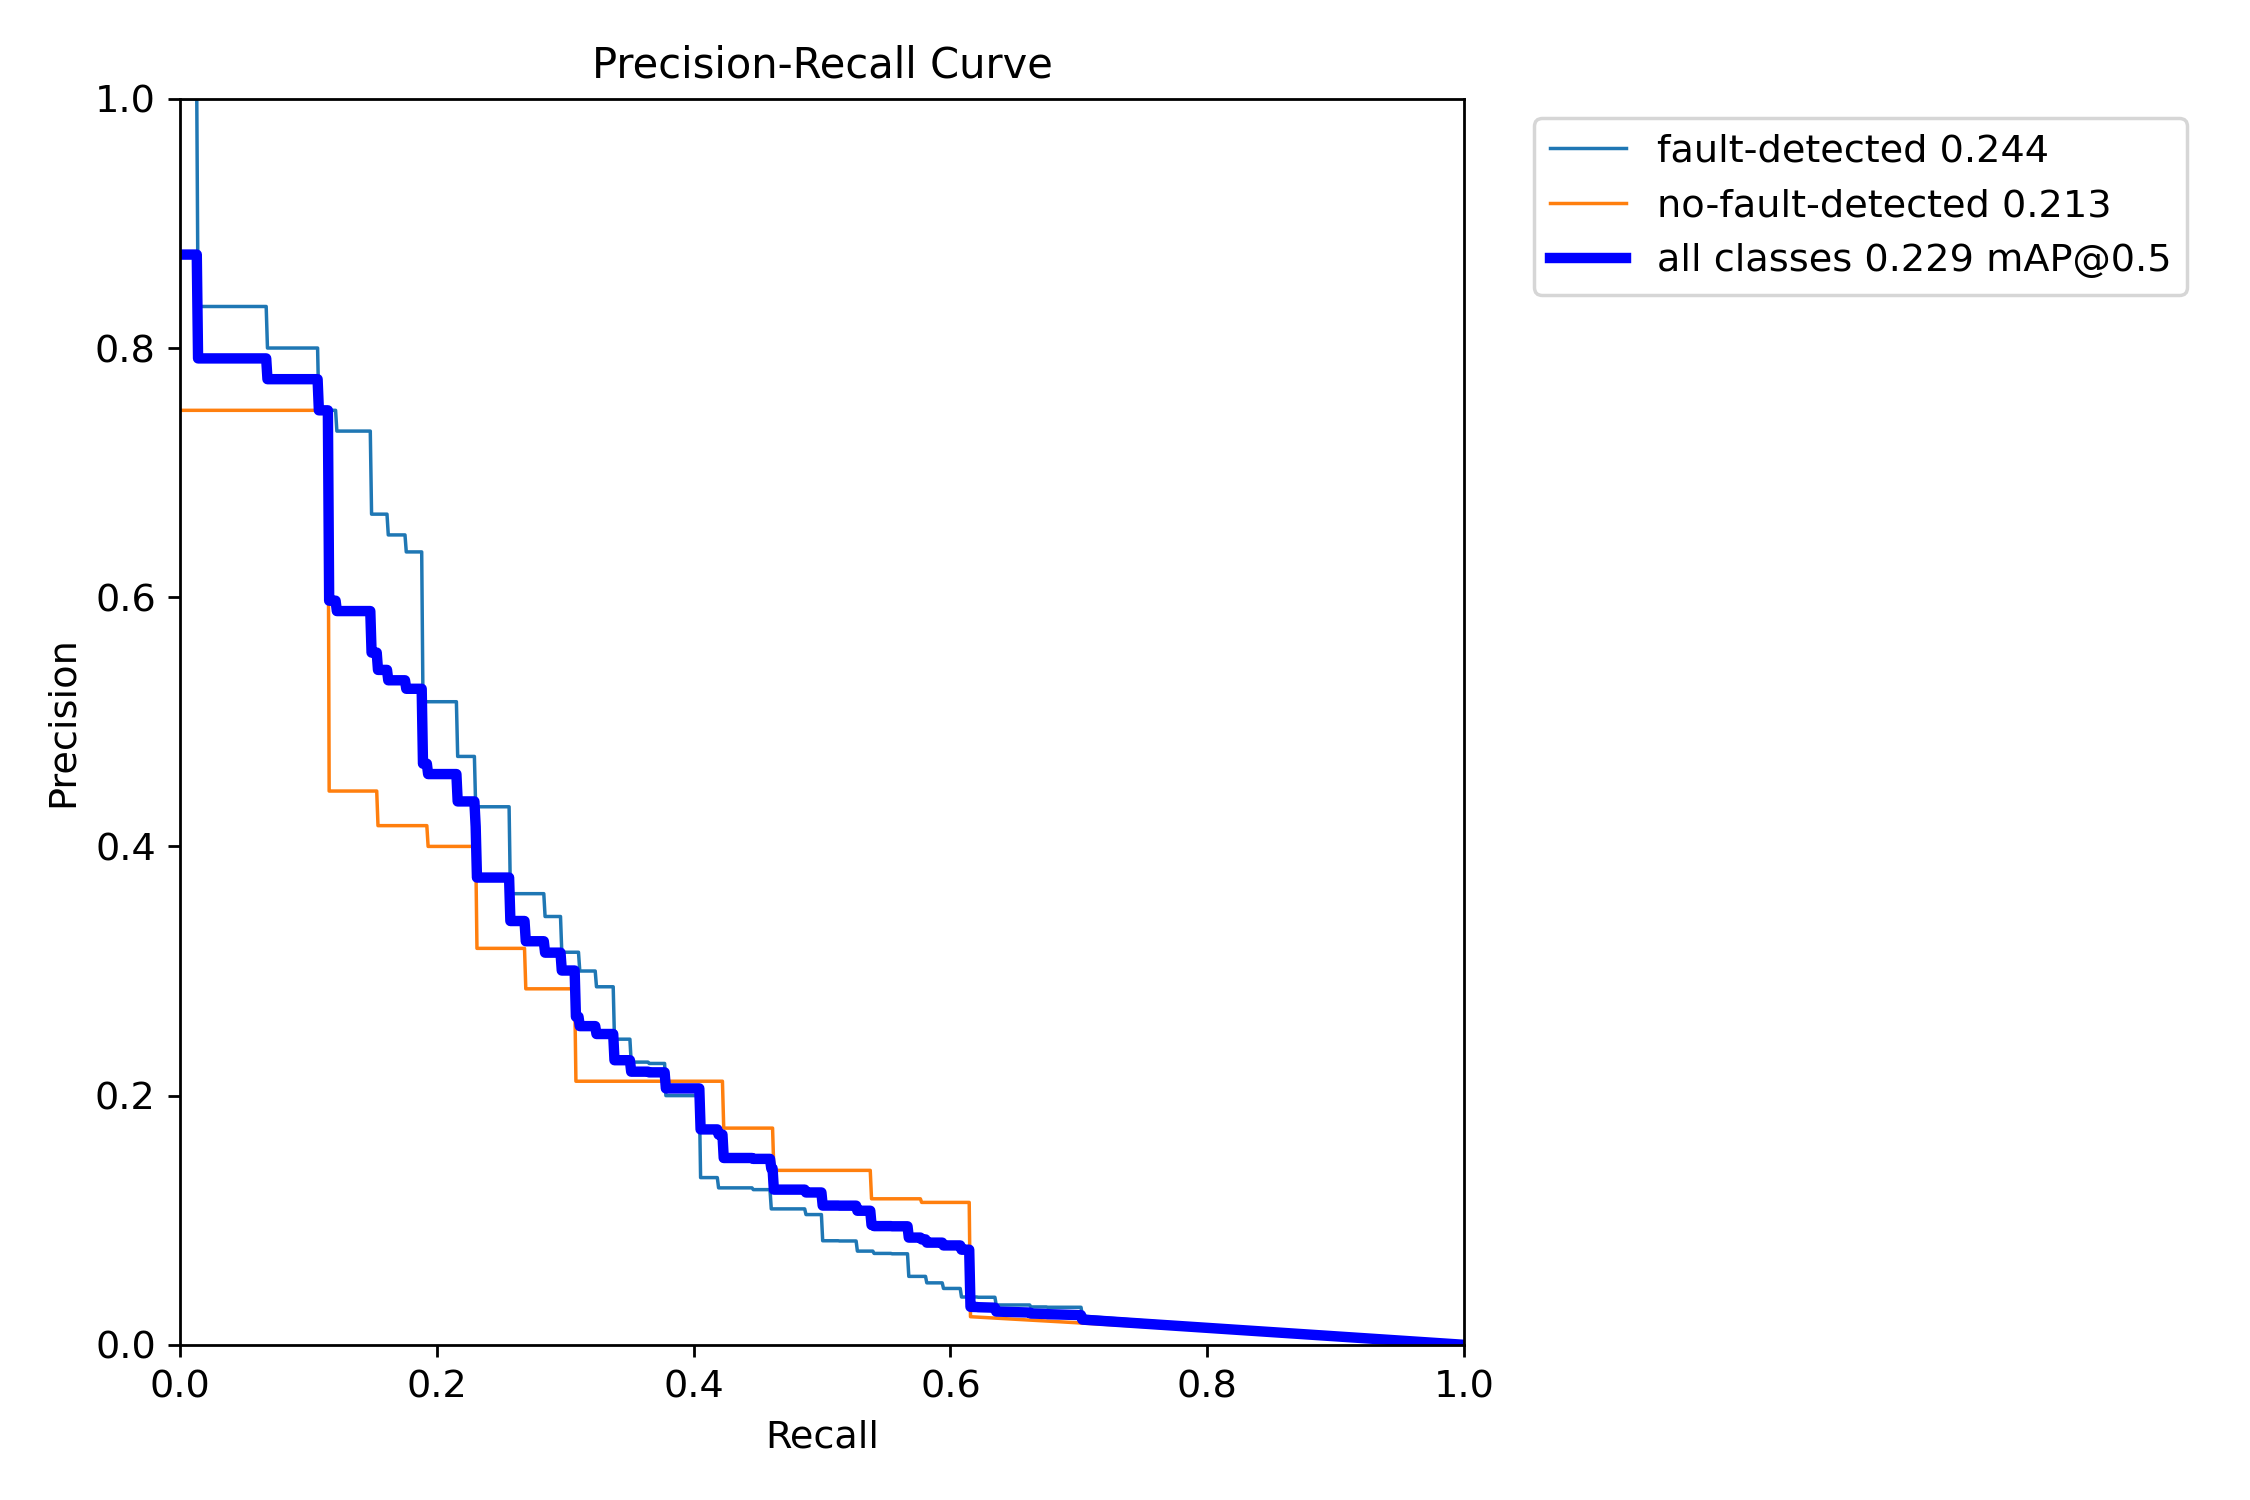 Precision-Recall Curve
fault-detected 0.244
no-fault-detected 0.213
all classes 0.229 mAP@0.5
Precision
1.0
0.8
0.6
0.4
0.2
0.0
0.0 0.2 0.4 0.6 0.8 1.0
Recall